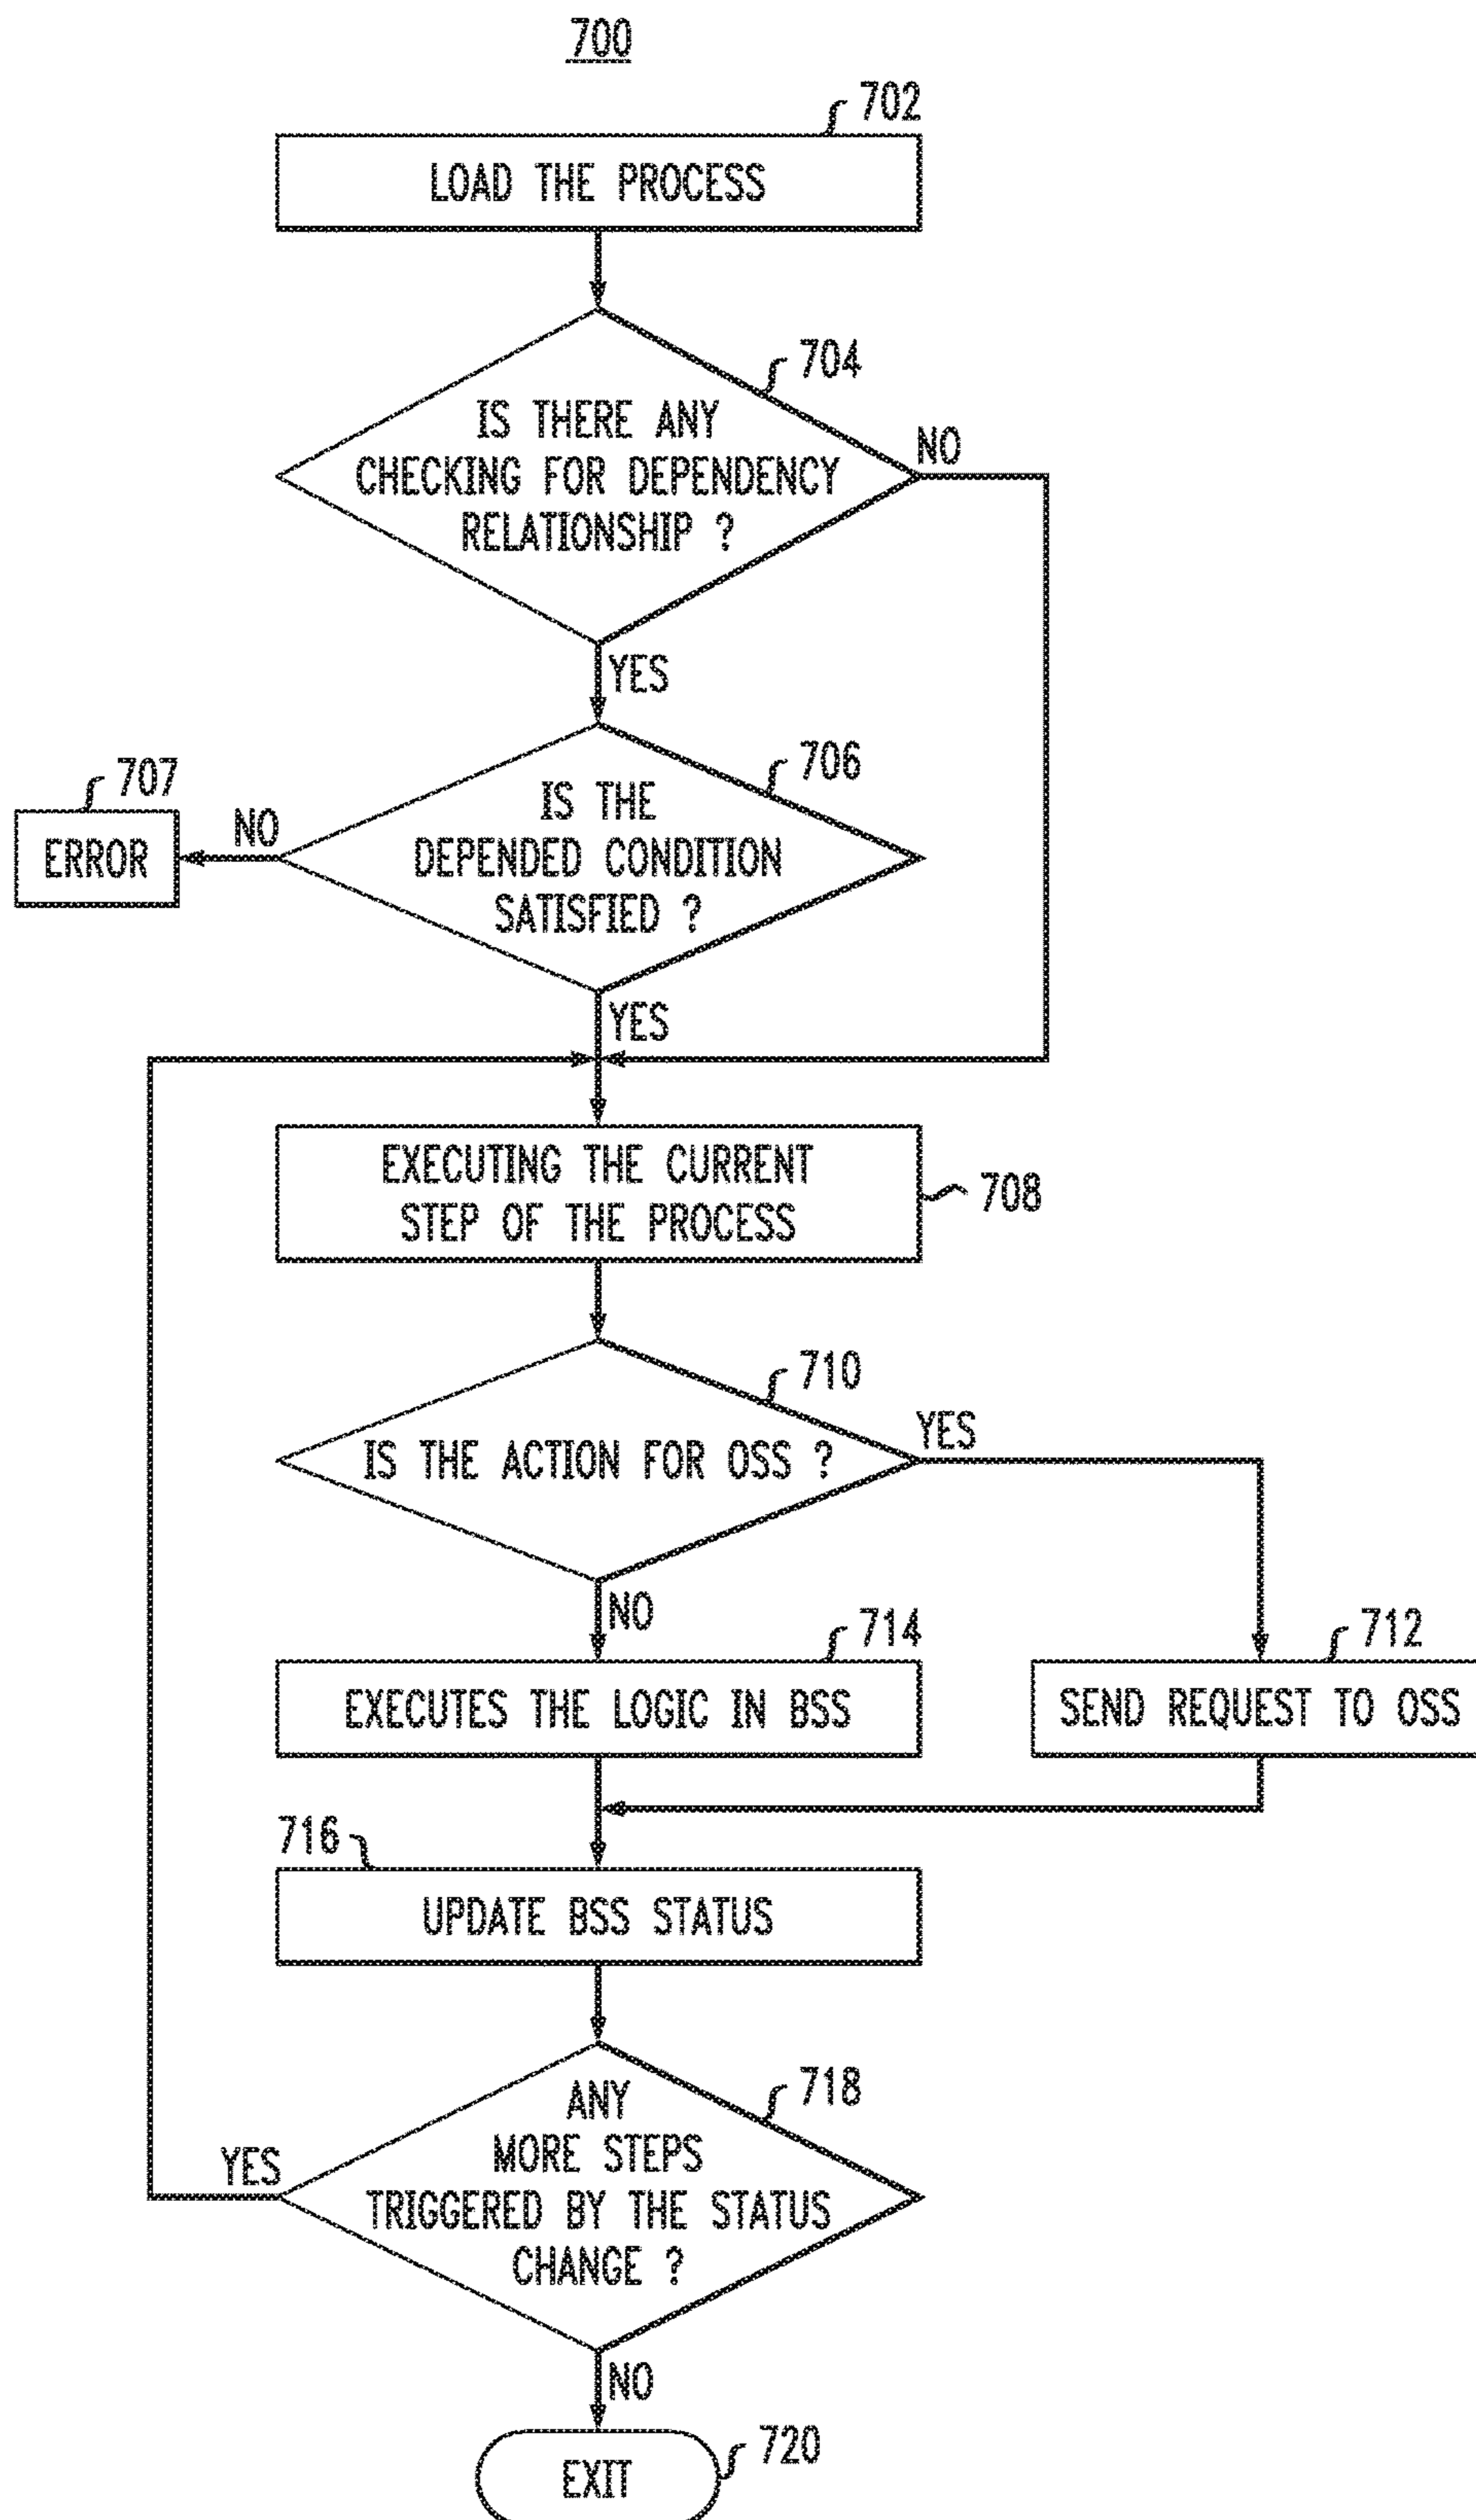 700
702
LOAD THE PROCESS
704
IS THERE ANY
CHECKING FOR DEPENDENCY
RELATIONSHIP ?
NO
YES
706
707
IS THE
DEPENDED CONDITION
SATISFIED ?
NO
ERROR
YES
EXECUTING THE CURRENT
STEP OF THE PROCESS
708
710
IS THE ACTION FOR OSS ?
YES
NO
714
712
EXECUTES THE LOGIC IN BSS
SEND REQUEST TO OSS
716
UPDATE BSS STATUS
718
ANY
MORE STEPS
TRIGGERED BY THE STATUS
CHANGE ?
YES
NO
720
EXIT